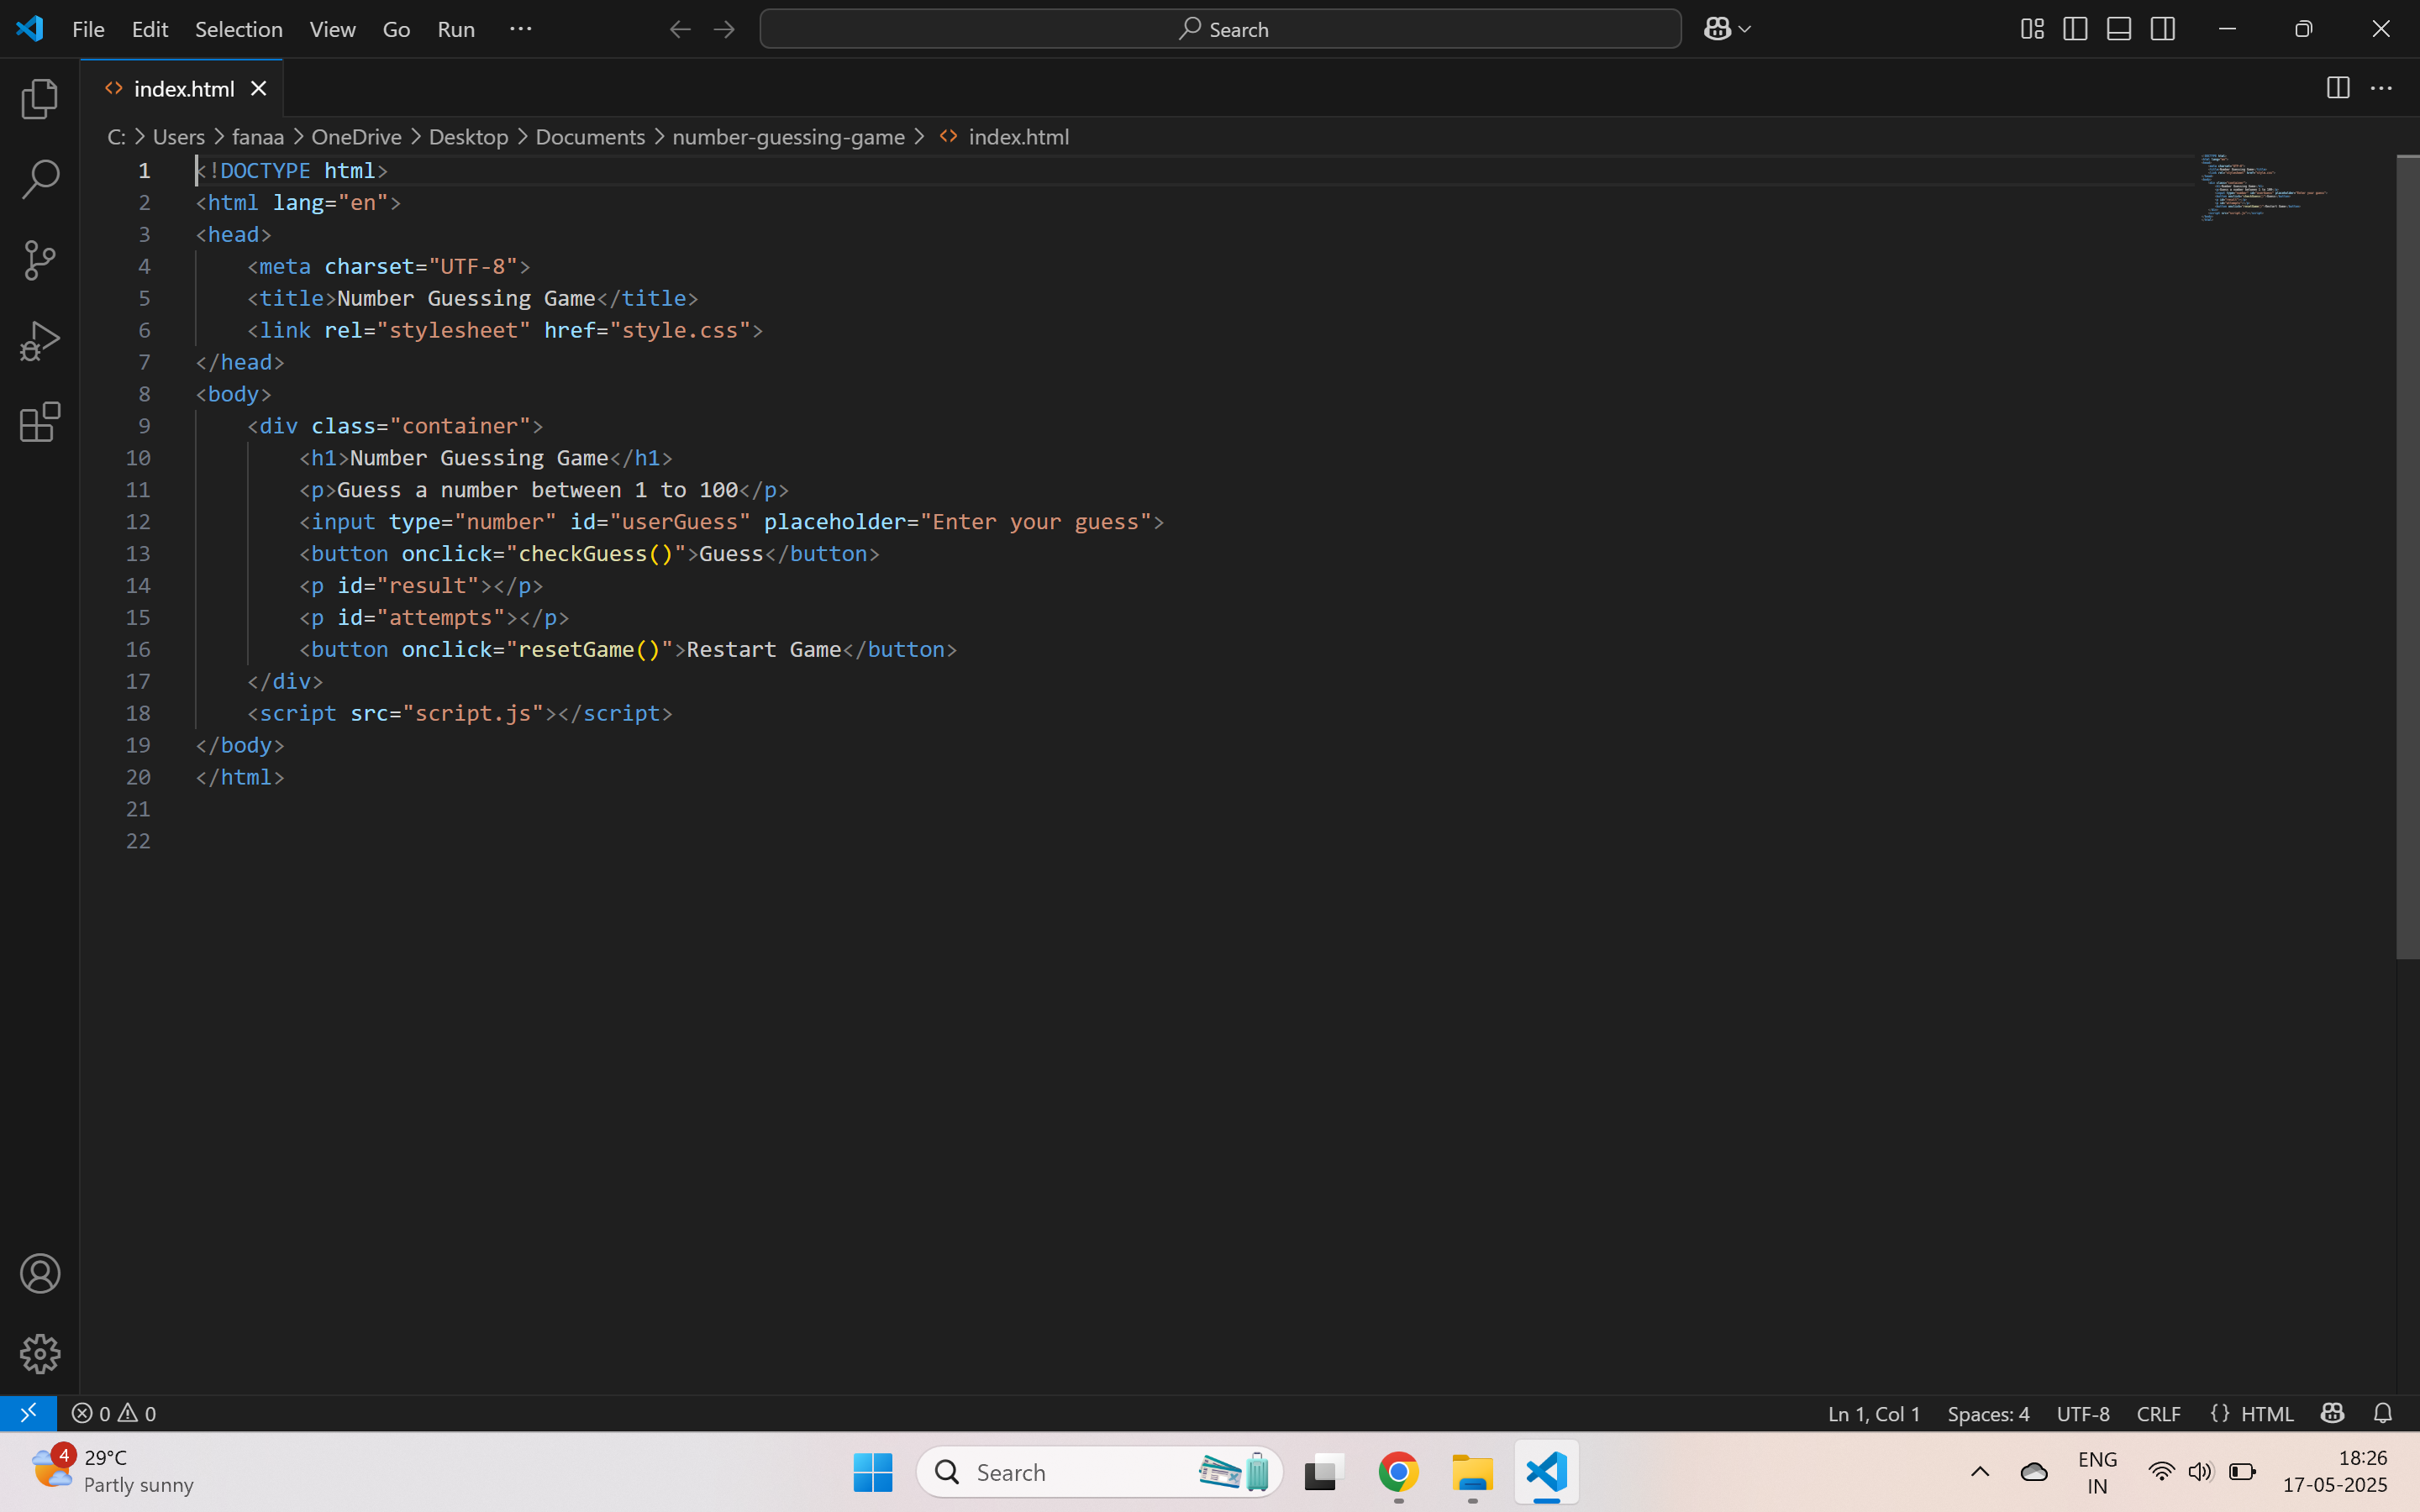 File Edit Selection View Go Run ··· Search
index.html
C: > Users > fanaa > OneDrive > Desktop > Documents > number-guessing-game > <> index.html
1 <!DOCTYPE html>
2 <html lang="en">
3 <head>
4     <meta charset="UTF-8">
5     <title>Number Guessing Game</title>
6     <link rel="stylesheet" href="style.css">
7 </head>
8 <body>
9     <div class="container">
10         <h1>Number Guessing Game</h1>
11         <p>Guess a number between 1 to 100</p>
12         <input type="number" id="userGuess" placeholder="Enter your guess">
13         <button onclick="checkGuess()">Guess</button>
14         <p id="result"></p>
15         <p id="attempts"></p>
16         <button onclick="resetGame()">Restart Game</button>
17     </div>
18     <script src="script.js"></script>
19 </body>
20 </html>
21
22
0 0 Ln 1, Col 1 Spaces: 4 UTF-8 CRLF {} HTML
4 29°C
Partly sunny
Search
ENG
IN
18:26
17-05-2025